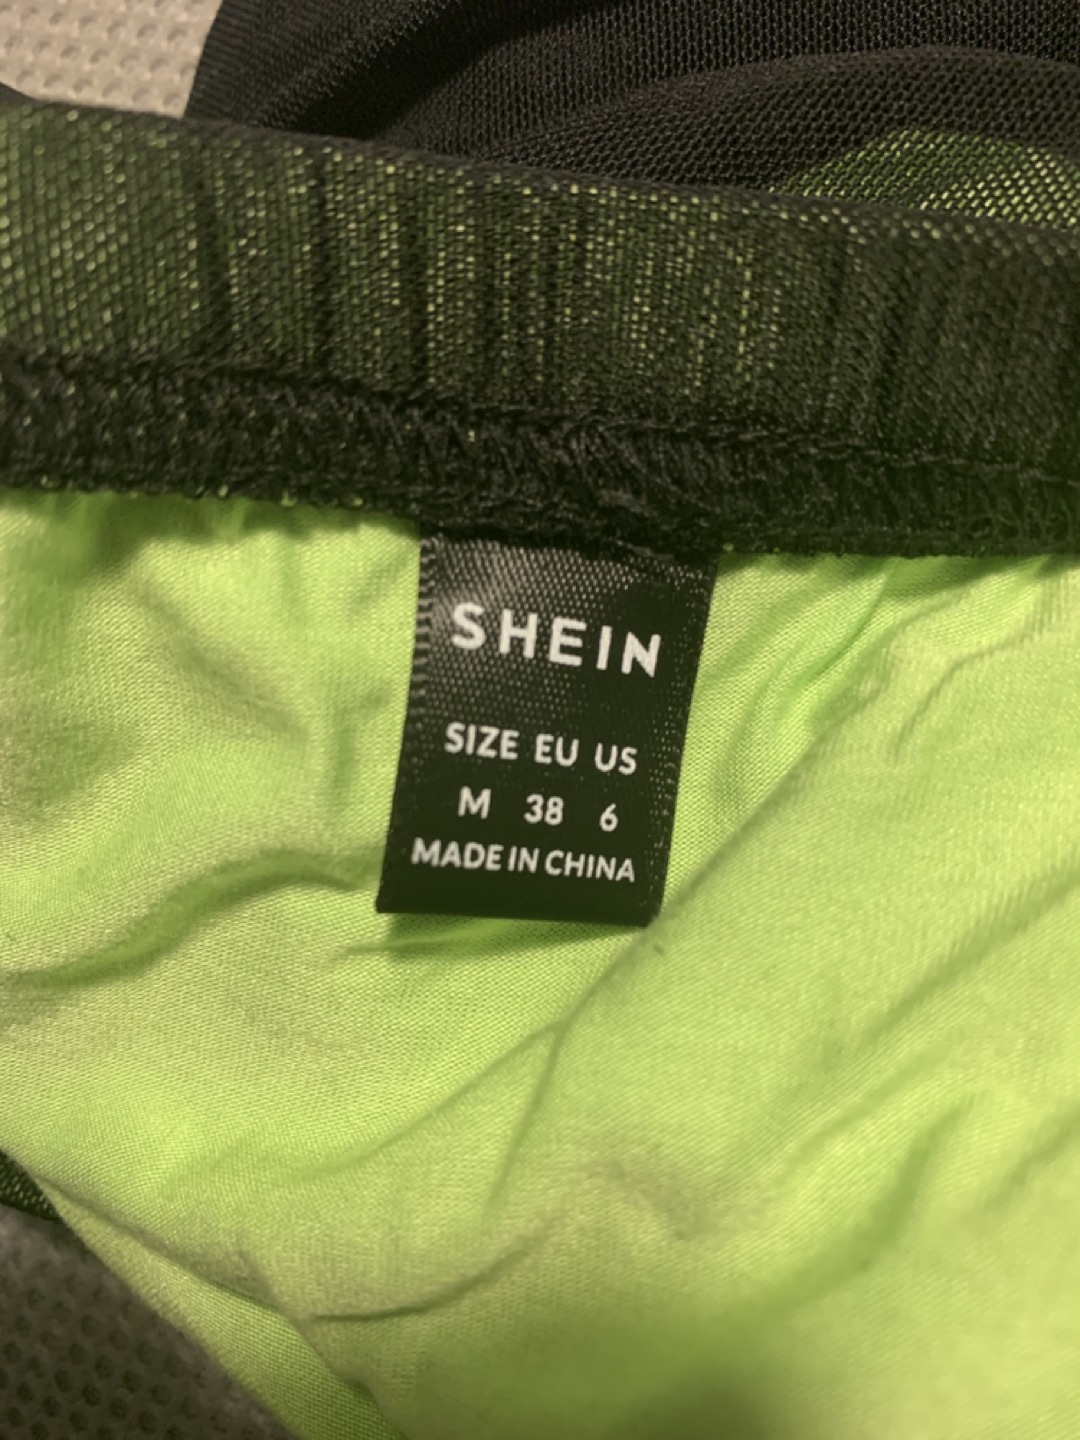 SHEIN
SIZE EU US
M 38 6
MADE IN CHINA